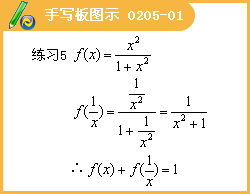 手写板图示 0205-01
练习5 f(x) = x²/(1 + x²)
f(1/x) = (1/x²)/(1 + 1/x²) = 1/(x² + 1)
∴ f(x) + f(1/x) = 1